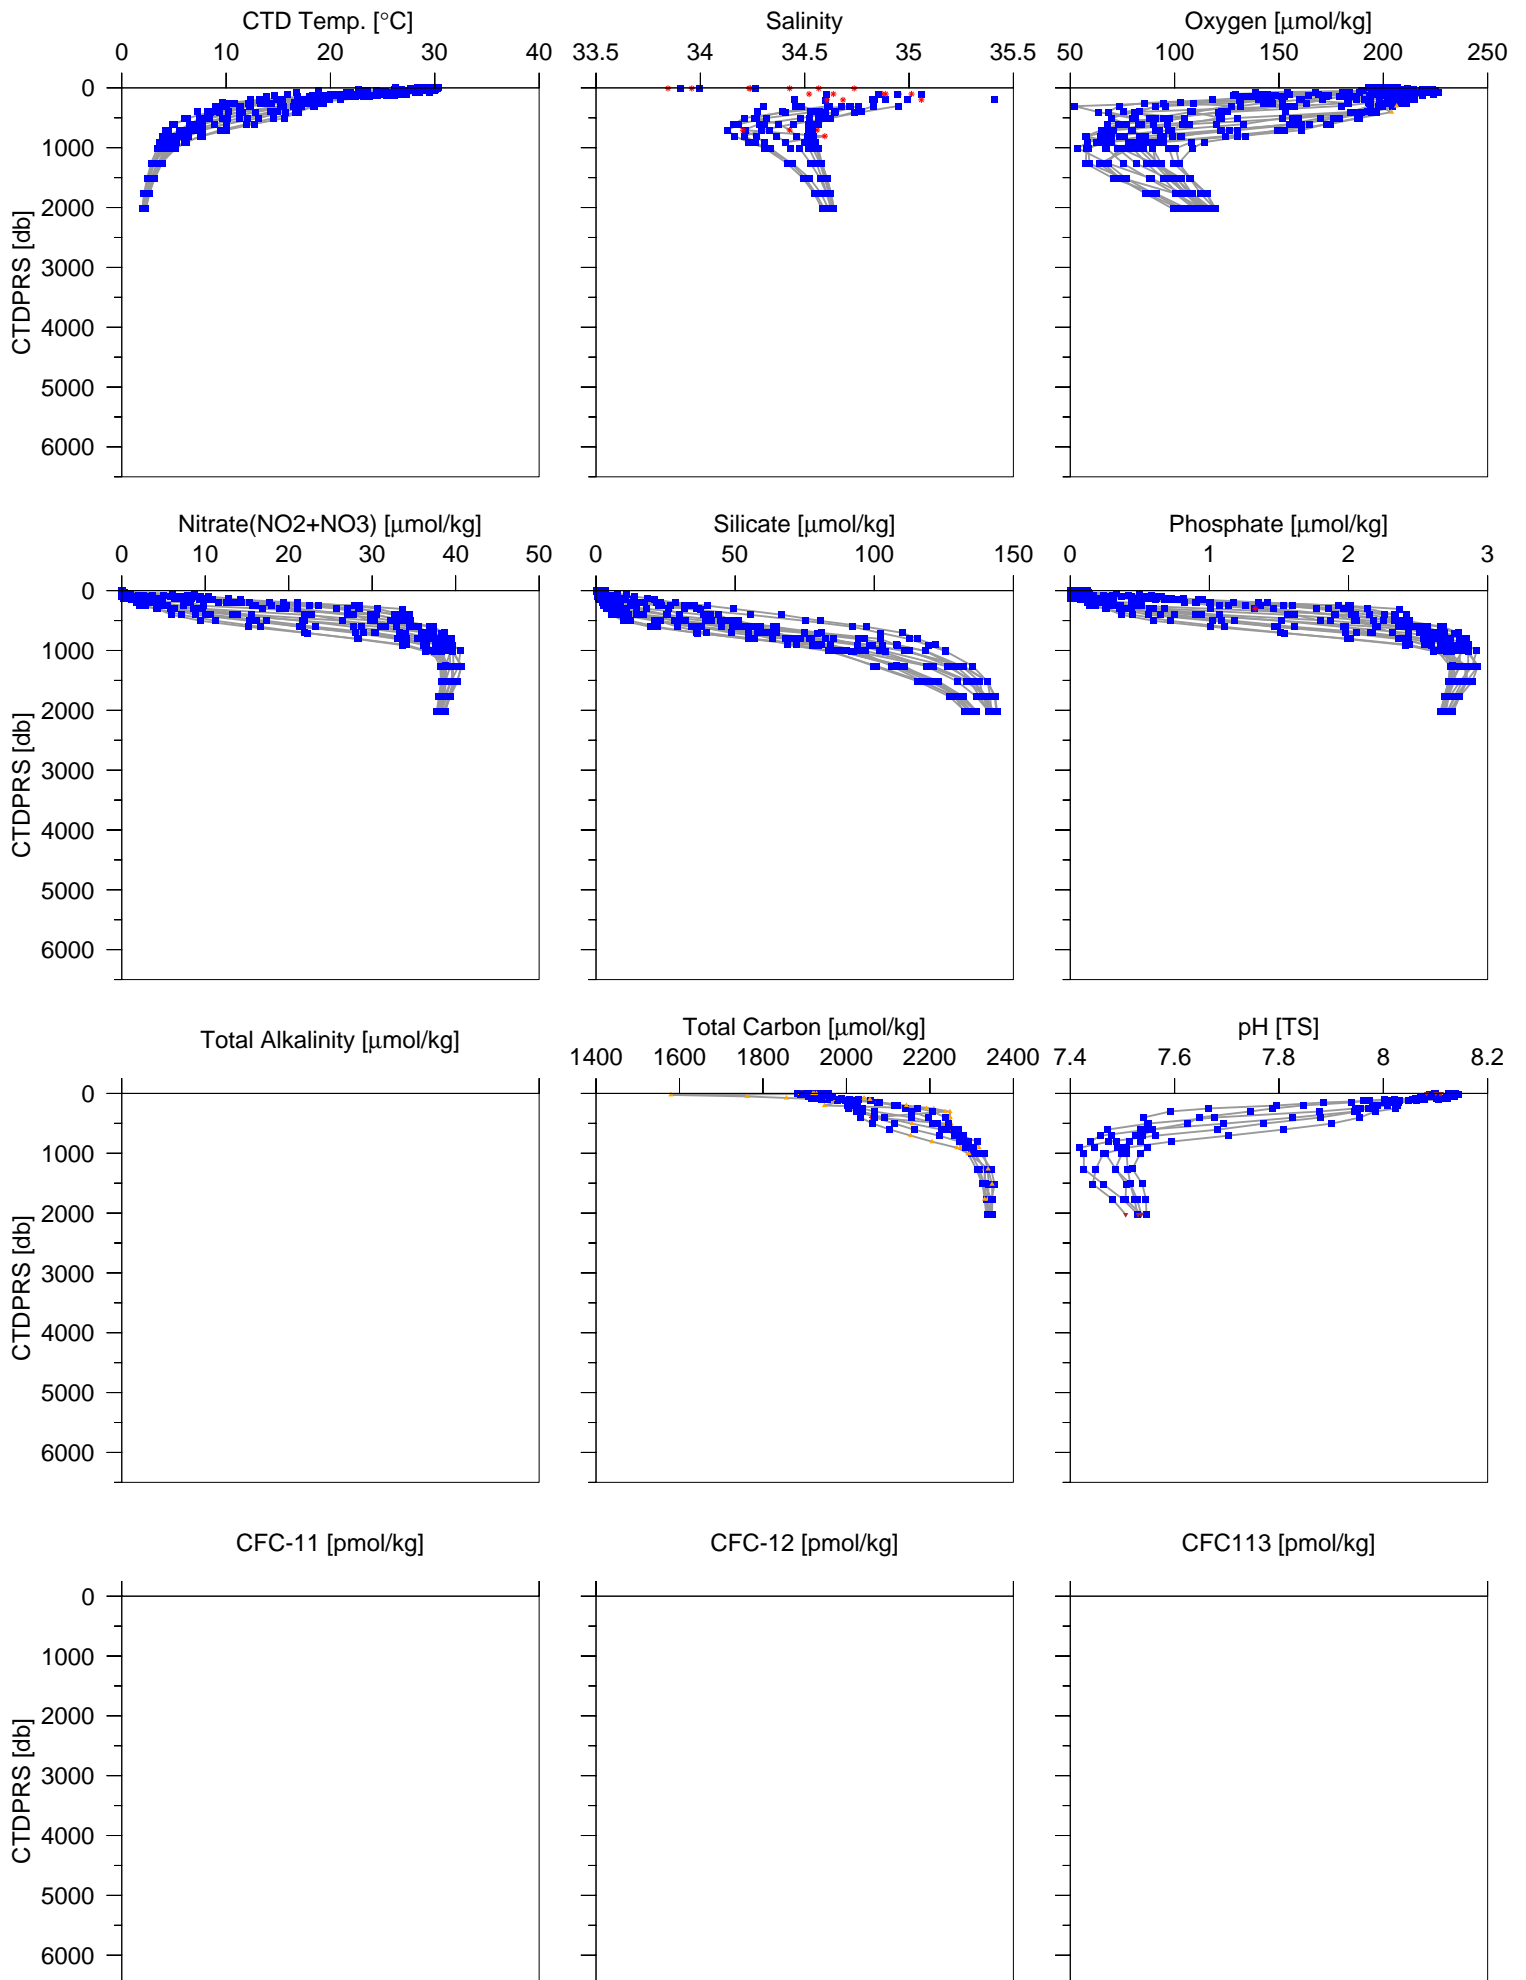 CTD Temp. [°C] Salinity Oxygen [μmol/kg]
0 10 20 30 40 33.5 34 34.5 35 35.5 50 100 150 200 250
0
1000
2000
3000
4000
5000
6000
CTDPRS [db]
Nitrate(NO2+NO3) [μmol/kg] Silicate [μmol/kg] Phosphate [μmol/kg]
0 10 20 30 40 50 0 50 100 150 0 1 2 3
0
1000
2000
3000
4000
5000
6000
CTDPRS [db]
Total Alkalinity [μmol/kg] Total Carbon [μmol/kg] pH [TS]
1400 1600 1800 2000 2200 2400 7.4 7.6 7.8 8 8.2
0
1000
2000
3000
4000
5000
6000
CTDPRS [db]
CFC-11 [pmol/kg] CFC-12 [pmol/kg] CFC113 [pmol/kg]
0
1000
2000
3000
4000
5000
6000
CTDPRS [db]